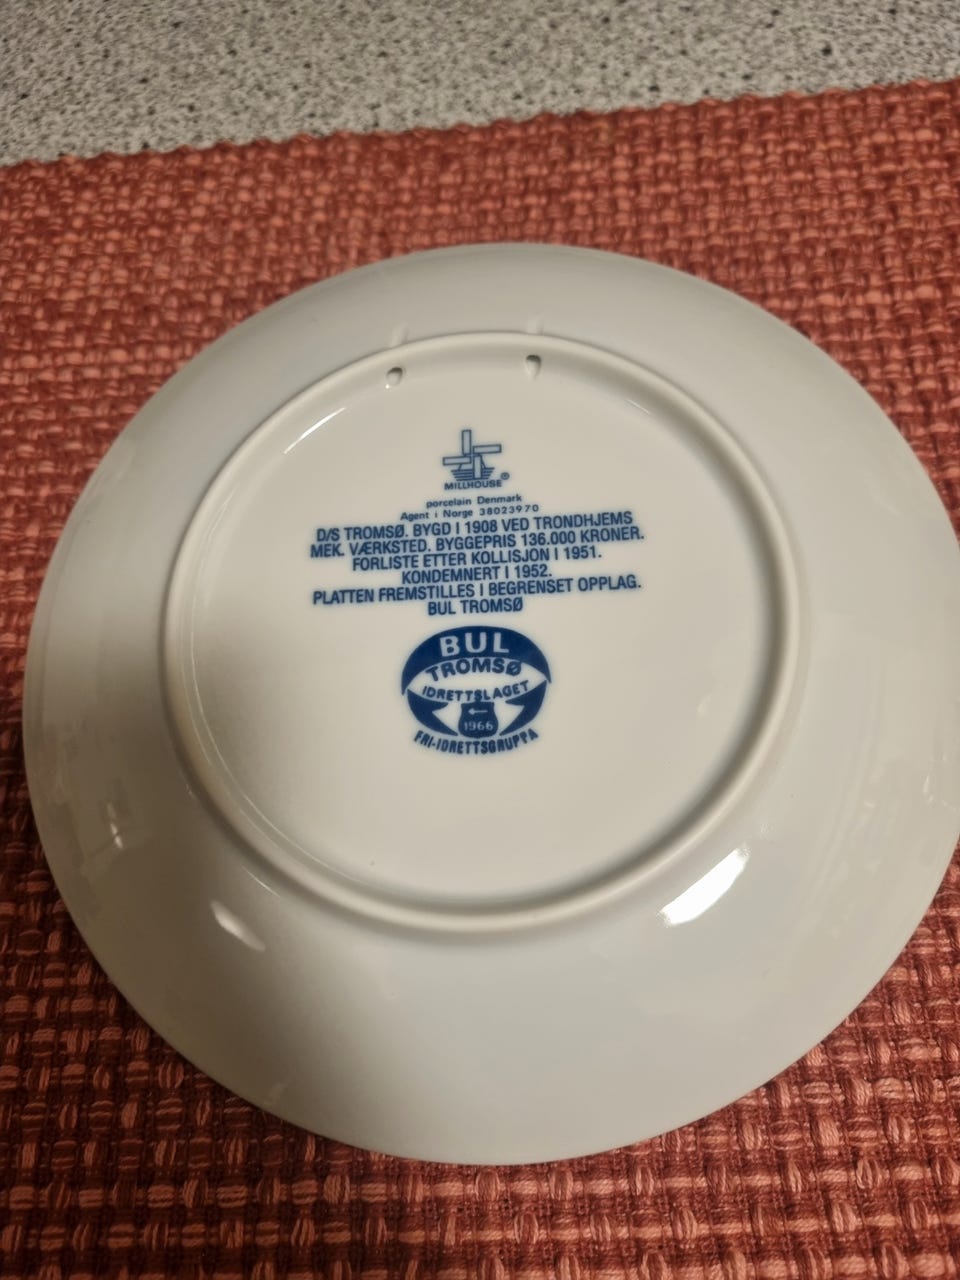 MILLHOUSE ®
porcelain Denmark
Agent i Norge 38023970
D/S TROMSØ. BYGD I 1908 VED TRONDHJEMS
MEK. VÆRKSTED. BYGGEPRIS 136.000 KRONER.
FORLISTE ETTER KOLLISJON I 1951.
KONDEMNERT I 1952.
PLATTEN FREMSTILLES I BEGRENSET OPPLAG.
BUL TROMSØ
BUL
TROMSØ
IDRETTSLAGET
1966
FRI-IDRETTSGRUPPA